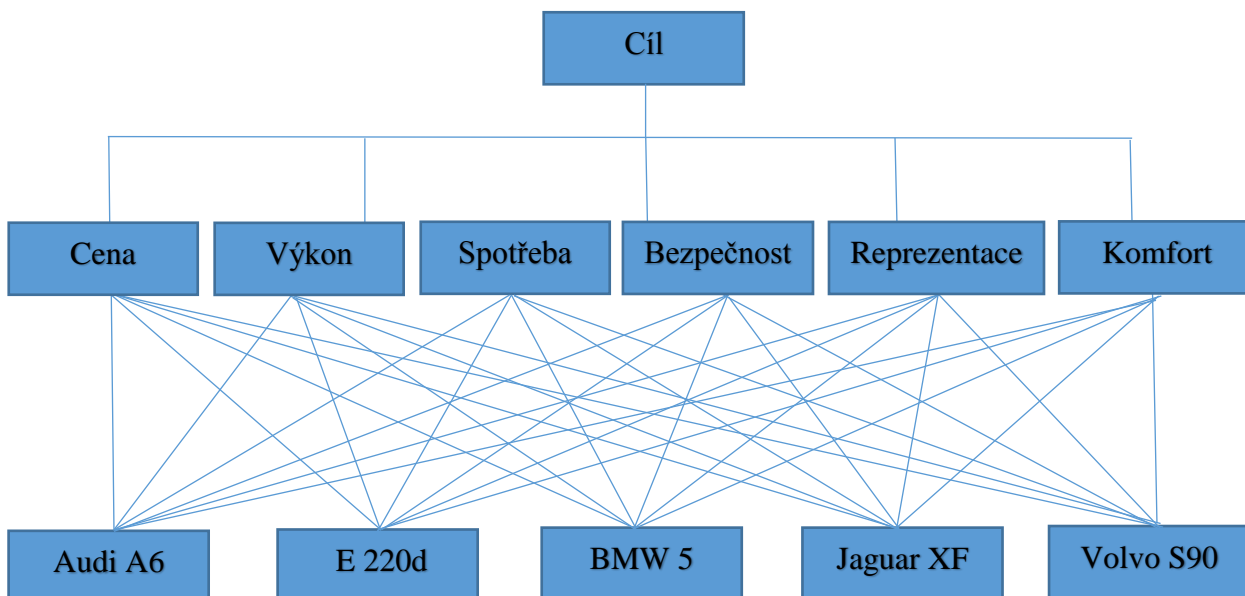 Cíl
Cena
Výkon
Spotřeba
Bezpečnost
Reprezentace
Komfort
Audi A6
E 220d
BMW 5
Jaguar XF
Volvo S90